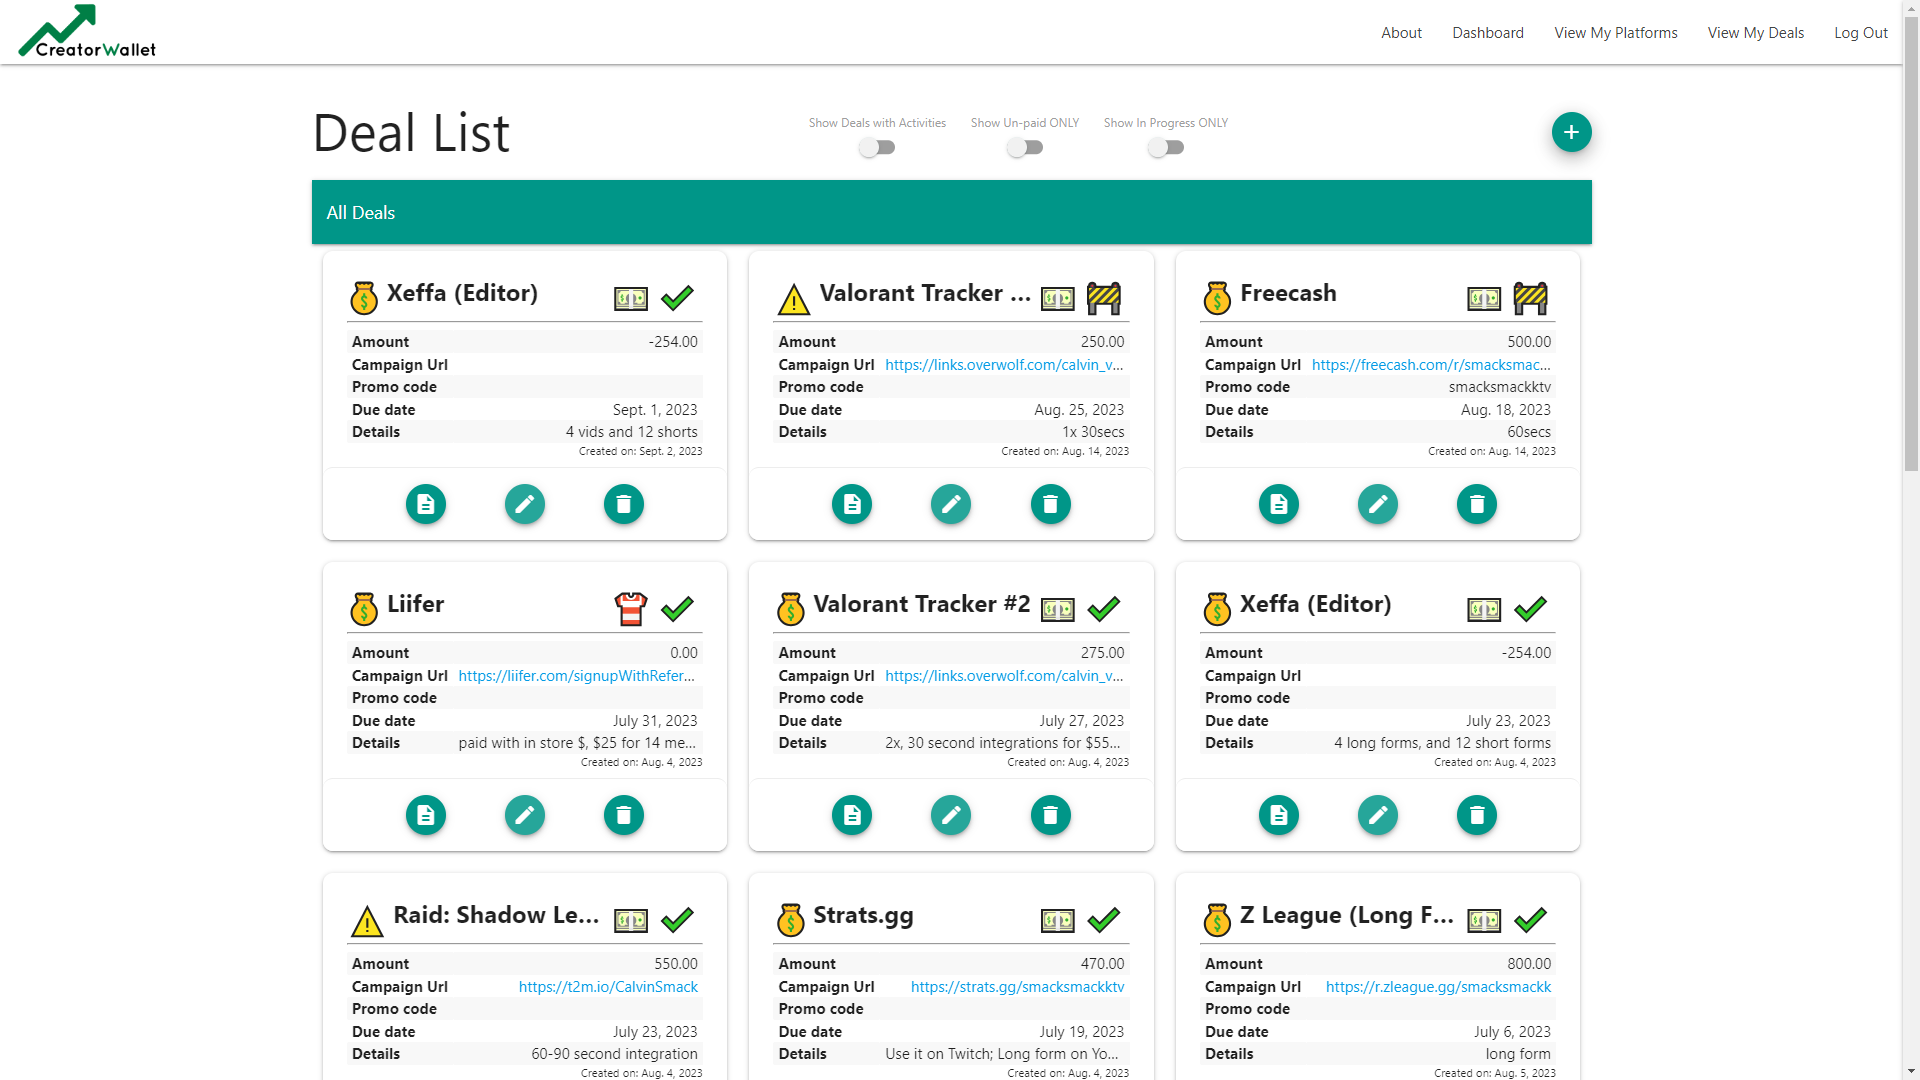 CreatorWallet
About Dashboard View My Platforms View My Deals Log Out
Deal List
Show Deals with Activities Show Un-paid ONLY Show In Progress ONLY
All Deals
Xeffa (Editor)
Amount -254.00
Campaign Url
Promo code
Due date Sept. 1, 2023
Details 4 vids and 12 shorts
Created on: Sept. 2, 2023
Valorant Tracker ...
Amount 250.00
Campaign Url https://links.overwolf.com/calvin_v...
Promo code
Due date Aug. 25, 2023
Details 1x 30secs
Created on: Aug. 14, 2023
Freecash
Amount 500.00
Campaign Url https://freecash.com/r/smacksmac...
Promo code smacksmackktv
Due date Aug. 18, 2023
Details 60secs
Created on: Aug. 14, 2023
Liifer
Amount 0.00
Campaign Url https://liifer.com/signupWithRefer...
Promo code
Due date July 31, 2023
Details paid with in store $, $25 for 14 me...
Created on: Aug. 4, 2023
Valorant Tracker #2
Amount 275.00
Campaign Url https://links.overwolf.com/calvin_v...
Promo code
Due date July 27, 2023
Details 2x, 30 second integrations for $55...
Created on: Aug. 4, 2023
Xeffa (Editor)
Amount -254.00
Campaign Url
Promo code
Due date July 23, 2023
Details 4 long forms, and 12 short forms
Created on: Aug. 4, 2023
Raid: Shadow Le...
Amount 550.00
Campaign Url https://t2m.io/CalvinSmack
Promo code
Due date July 23, 2023
Details 60-90 second integration
Created on: Aug. 4, 2023
Strats.gg
Amount 470.00
Campaign Url https://strats.gg/smacksmackktv
Promo code
Due date July 19, 2023
Details Use it on Twitch; Long form on Yo...
Created on: Aug. 4, 2023
Z League (Long F...
Amount 800.00
Campaign Url https://r.zleague.gg/smacksmackk
Promo code
Due date July 6, 2023
Details long form
Created on: Aug. 5, 2023